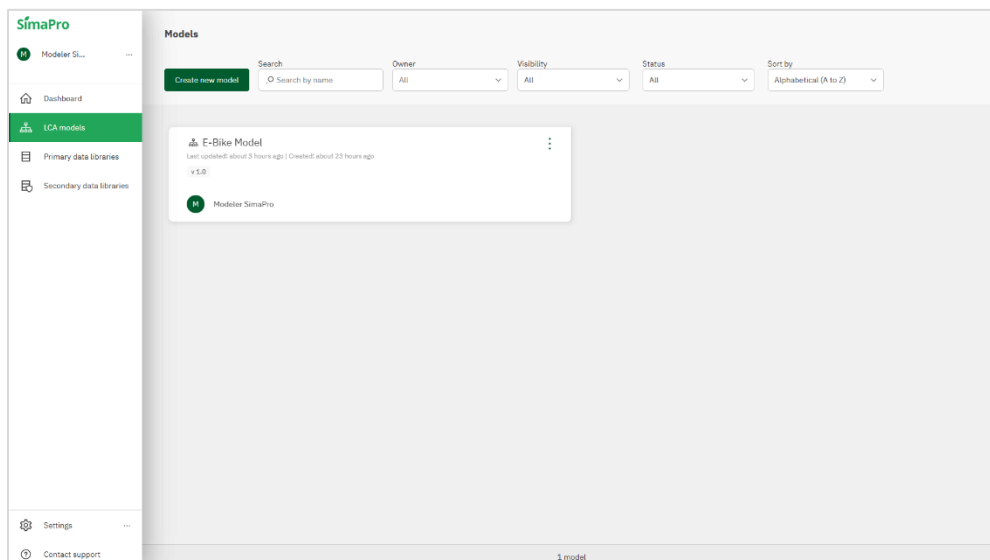 SimaPro
M Modeler Si... ...
Dashboard
LCA models
Primary data libraries
Secondary data libraries
Settings ...
Contact support
Models
Create new model
Search
Search by name
Owner
All
Visibility
All
Status
All
Sort by
Alphabetical (A to Z)
E-Bike Model
Last updated: about 3 hours ago | Created: about 23 hours ago
v 1.0
M Modeler SimaPro
1 model